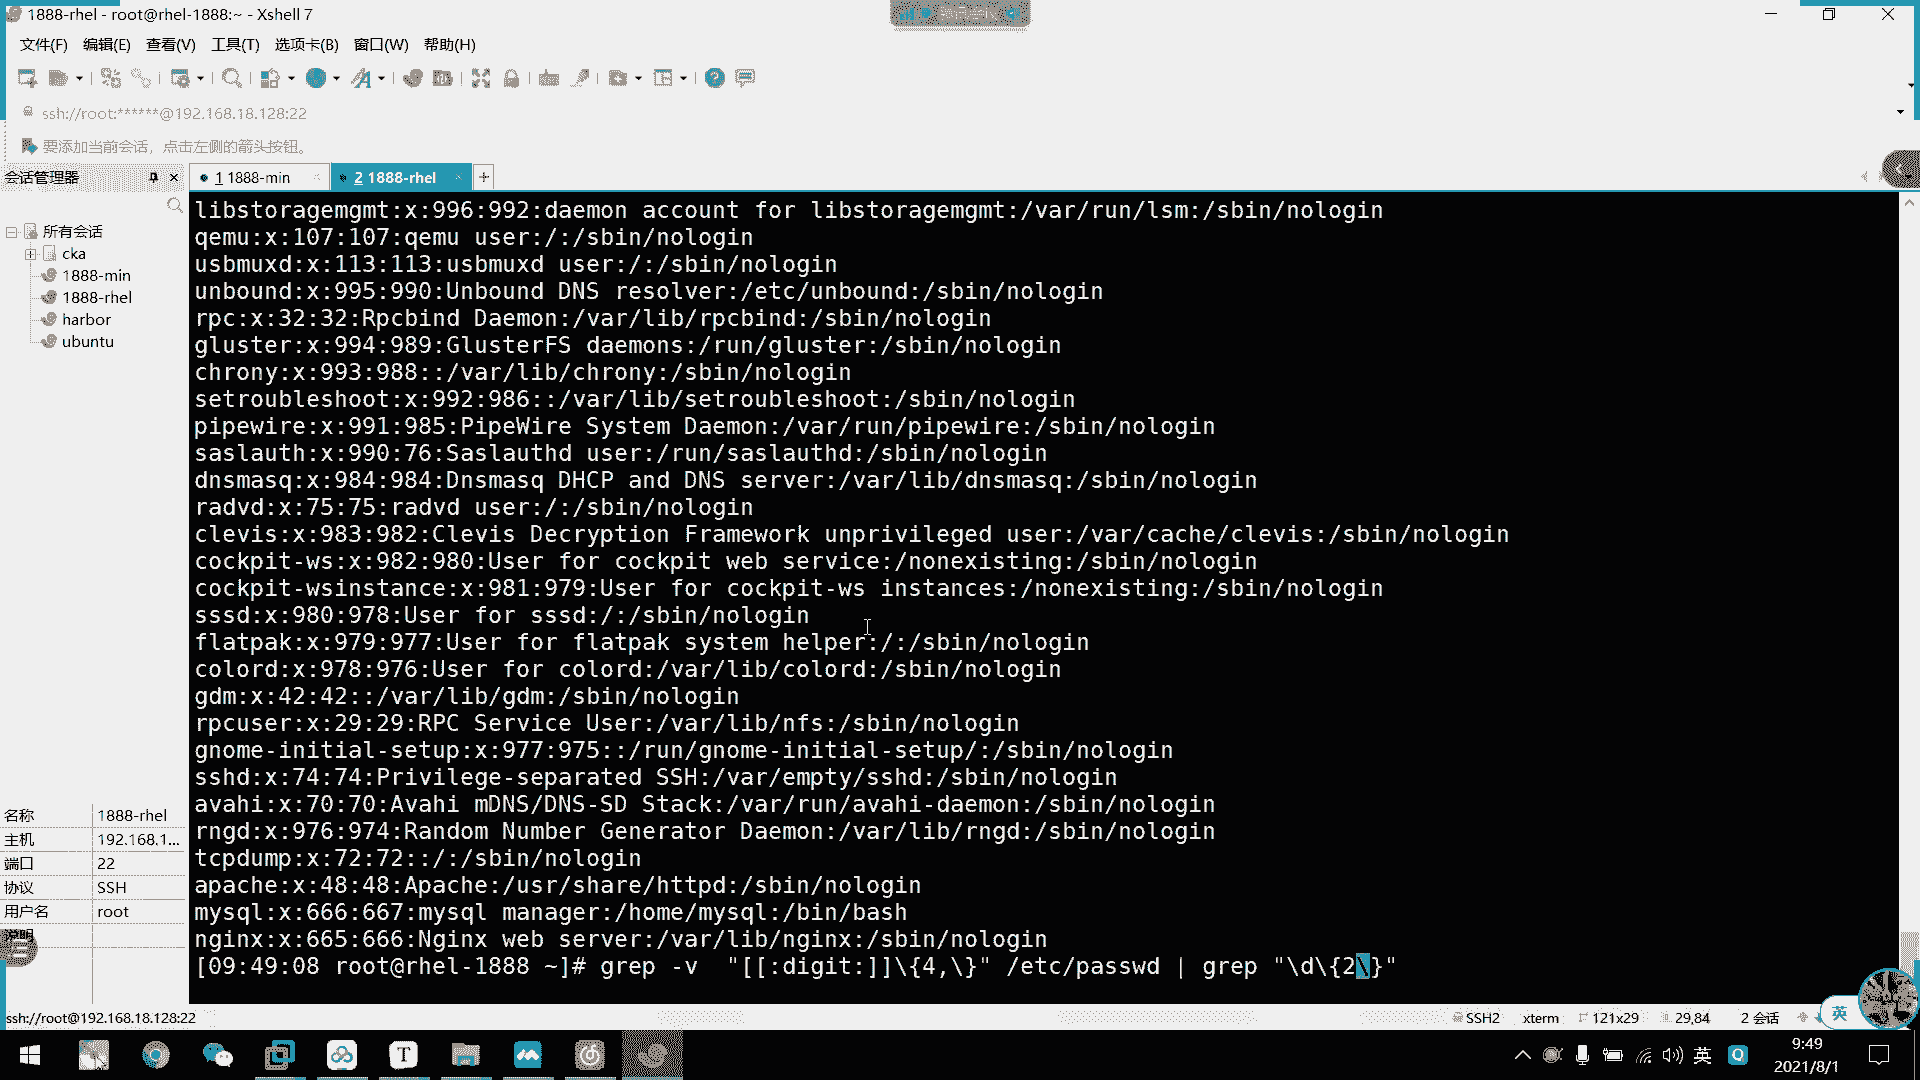 1888-rhel - root@rhel-1888:~ - Xshell 7
文件(F) 编辑(E) 查看(V) 工具(T) 选项卡(B) 窗口(W) 帮助(H)
ssh://root:******@192.168.18.128:22
要添加当前会话，点击左侧的箭头按钮。
会话管理器
1 1888-min
2 1888-rhel
所有会话
cka
1888-min
1888-rhel
harbor
ubuntu
libstoragemgmt:x:996:992:daemon account for libstoragemgmt:/var/run/lsm:/sbin/nologin
qemu:x:107:107:qemu user:/:/sbin/nologin
usbmuxd:x:113:113:usbmuxd user:/:/sbin/nologin
unbound:x:995:990:Unbound DNS resolver:/etc/unbound:/sbin/nologin
rpc:x:32:32:Rpcbind Daemon:/var/lib/rpcbind:/sbin/nologin
gluster:x:994:989:GlusterFS daemons:/run/gluster:/sbin/nologin
chrony:x:993:988::/var/lib/chrony:/sbin/nologin
setroubleshoot:x:992:986::/var/lib/setroubleshoot:/sbin/nologin
pipewire:x:991:985:PipeWire System Daemon:/var/run/pipewire:/sbin/nologin
saslauth:x:990:76:Saslauthd user:/run/saslauthd:/sbin/nologin
dnsmasq:x:984:984:Dnsmasq DHCP and DNS server:/var/lib/dnsmasq:/sbin/nologin
radvd:x:75:75:radvd user:/:/sbin/nologin
clevis:x:983:982:Clevis Decryption Framework unprivileged user:/var/cache/clevis:/sbin/nologin
cockpit-ws:x:982:980:User for cockpit web service:/nonexisting:/sbin/nologin
cockpit-wsinstance:x:981:979:User for cockpit-ws instances:/nonexisting:/sbin/nologin
sssd:x:980:978:User for sssd:/:/sbin/nologin
flatpak:x:979:977:User for flatpak system helper:/:/sbin/nologin
colord:x:978:976:User for colord:/var/lib/colord:/sbin/nologin
gdm:x:42:42::/var/lib/gdm:/sbin/nologin
rpcuser:x:29:29:RPC Service User:/var/lib/nfs:/sbin/nologin
gnome-initial-setup:x:977:975::/run/gnome-initial-setup/:/sbin/nologin
sshd:x:74:74:Privilege-separated SSH:/var/empty/sshd:/sbin/nologin
avahi:x:70:70:Avahi mDNS/DNS-SD Stack:/var/run/avahi-daemon:/sbin/nologin
rngd:x:976:974:Random Number Generator Daemon:/var/lib/rngd:/sbin/nologin
tcpdump:x:72:72::/:/sbin/nologin
apache:x:48:48:Apache:/usr/share/httpd:/sbin/nologin
mysql:x:666:667:mysql manager:/home/mysql:/bin/bash
nginx:x:665:666:Nginx web server:/var/lib/nginx:/sbin/nologin
[09:49:08 root@rhel-1888 ~]# grep -v  "[[:digit:]]\{4,\}" /etc/passwd | grep "\d\{2\}"
名称 1888-rhel
主机 192.168.1...
端口 22
协议 SSH
用户名 root
说明
ssh://root@192.168.18.128:22
SSH2 xterm 121x29 29,84 2 会话
英
英
9:49
2021/8/1